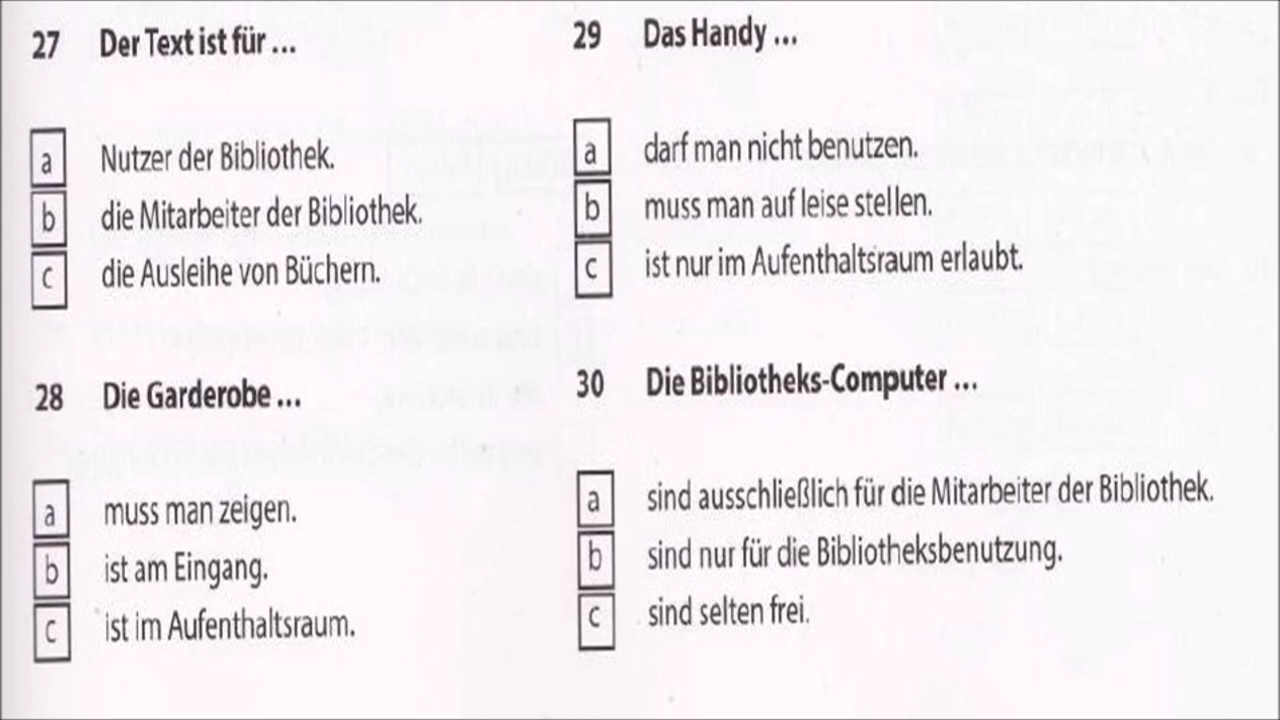 27 Der Text ist für ...
a Nutzer der Bibliothek.
b die Mitarbeiter der Bibliothek.
c die Ausleihe von Büchern.
28 Die Garderobe ...
a muss man zeigen.
b ist am Eingang.
c ist im Aufenthaltsraum.
29 Das Handy ...
a darf man nicht benutzen.
b muss man auf leise stellen.
c ist nur im Aufenthaltsraum erlaubt.
30 Die Bibliotheks-Computer ...
a sind ausschließlich für die Mitarbeiter der Bibliothek.
b sind nur für die Bibliotheksbenutzung.
c sind selten frei.